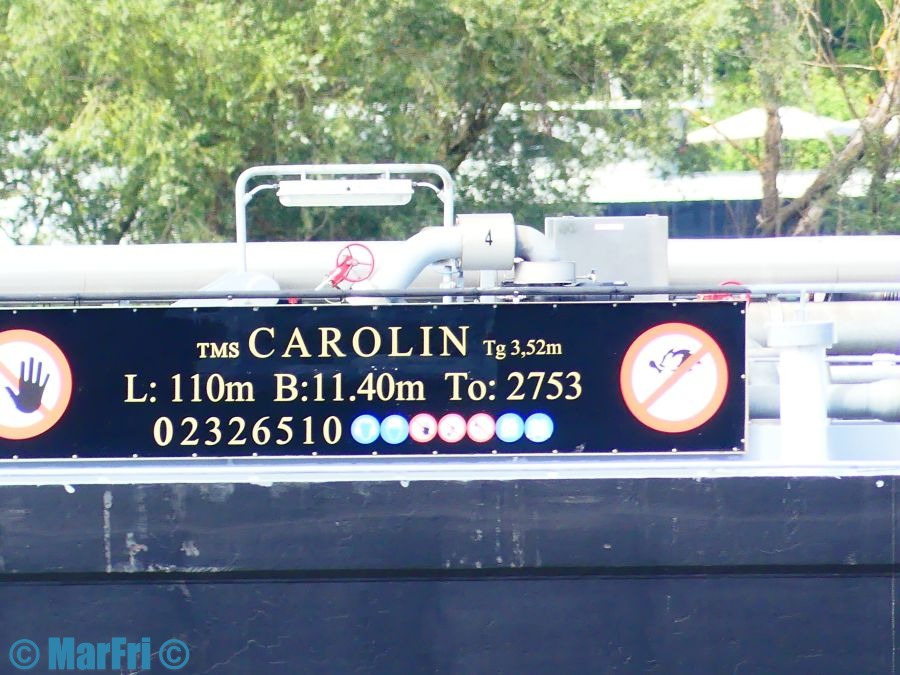 4
TMS CAROLIN Tg 3,52m
L: 110m B:11.40m To: 2753
02326510
© MarFri ©